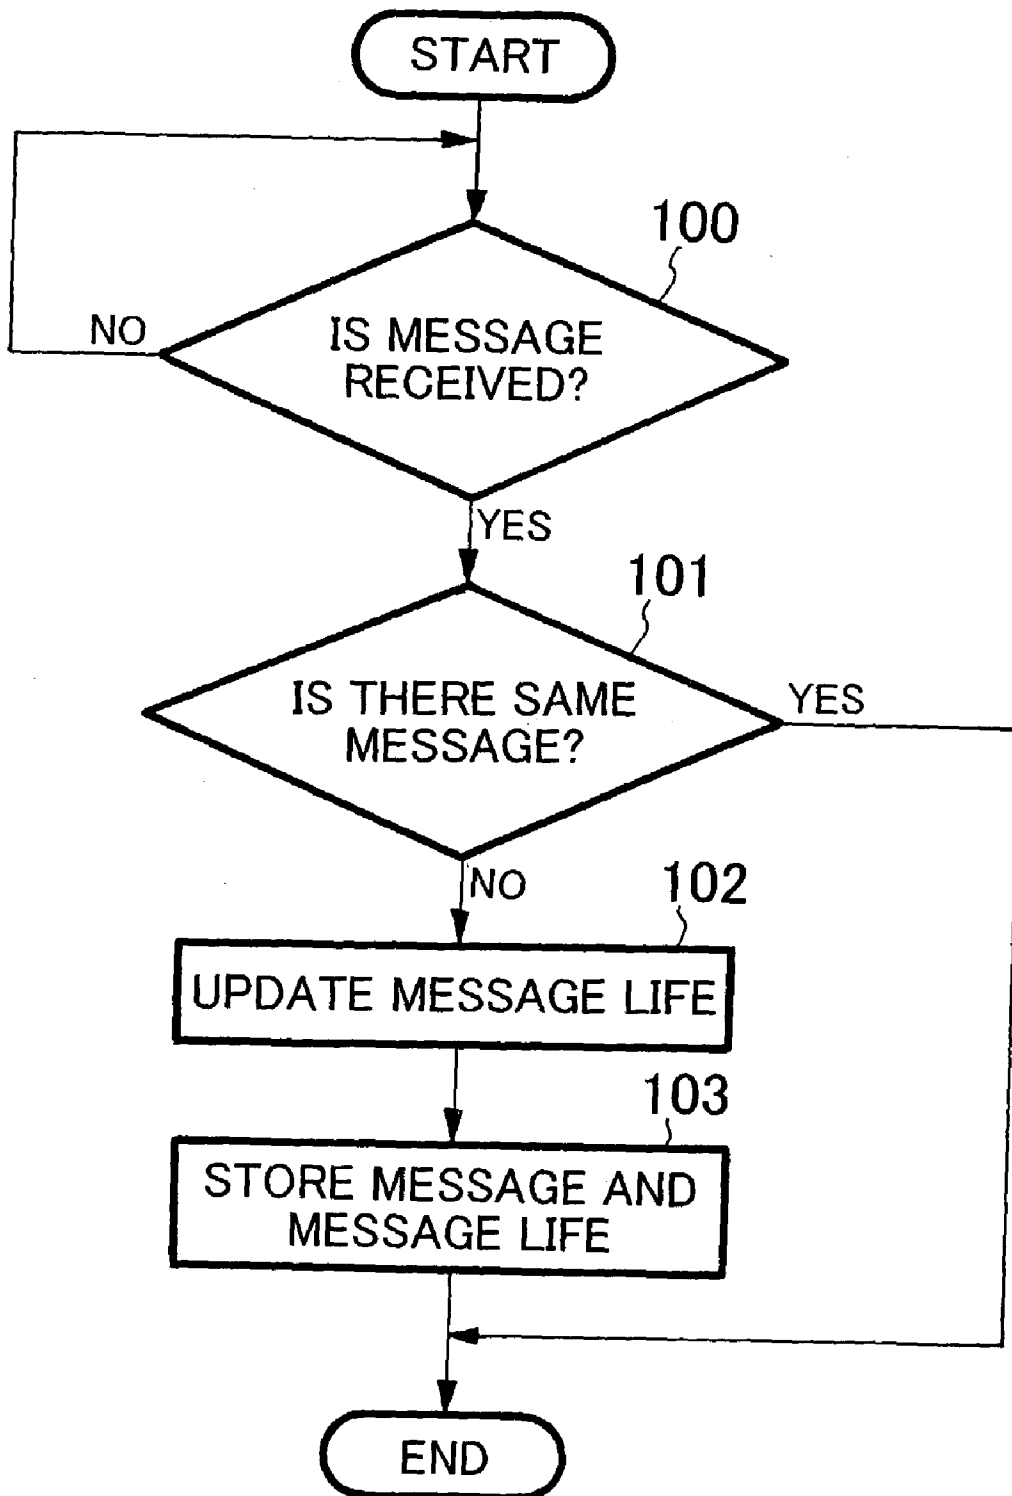 START
100
NO
IS MESSAGE
RECEIVED?
YES
101
IS THERE SAME
MESSAGE?
YES
NO
102
UPDATE MESSAGE LIFE
103
STORE MESSAGE AND
MESSAGE LIFE
END